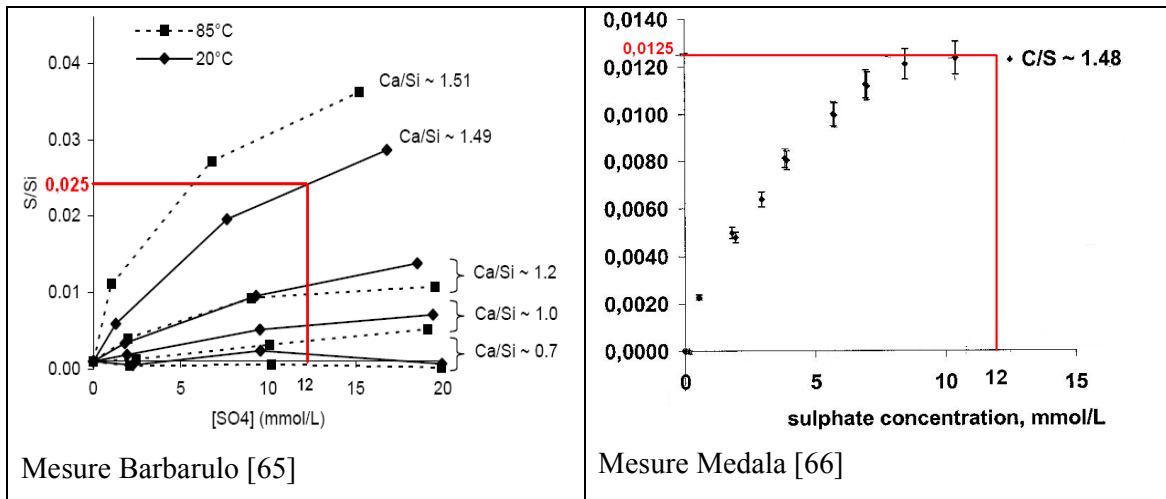 85°C
20°C
0.04
0.03
0,025
0.02
0.01
0.00
S/Si
Ca/Si ~ 1.51
Ca/Si ~ 1.49
Ca/Si ~ 1.2
Ca/Si ~ 1.0
Ca/Si ~ 0.7
0 5 10 12 15 20
[SO4] (mmol/L)
Mesure Barbarulo [65]
0,0140
0,0125
0,0120
0,0100
0,0080
0,0060
0,0040
0,0020
0,0000
C/S ~ 1.48
0 5 10 12 15
sulphate concentration, mmol/L
Mesure Medala [66]